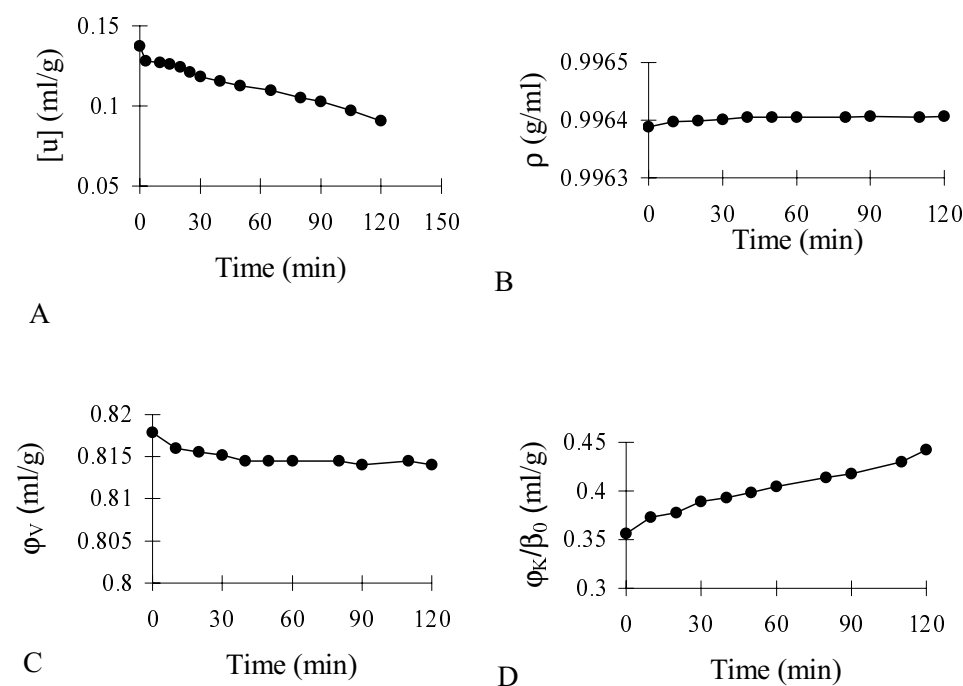 0.15
0.1
0.05
[u] (ml/g)
0 30 60 90 120 150
Time (min)
A
0.9965
0.9964
0.9963
ρ (g/ml)
0 30 60 90 120
Time (min)
B
0.82
0.815
0.81
0.805
0.8
φV (ml/g)
0 30 60 90 120
Time (min)
C
0.45
0.4
0.35
0.3
φK/β0 (ml/g)
0 30 60 90 120
Time (min)
D